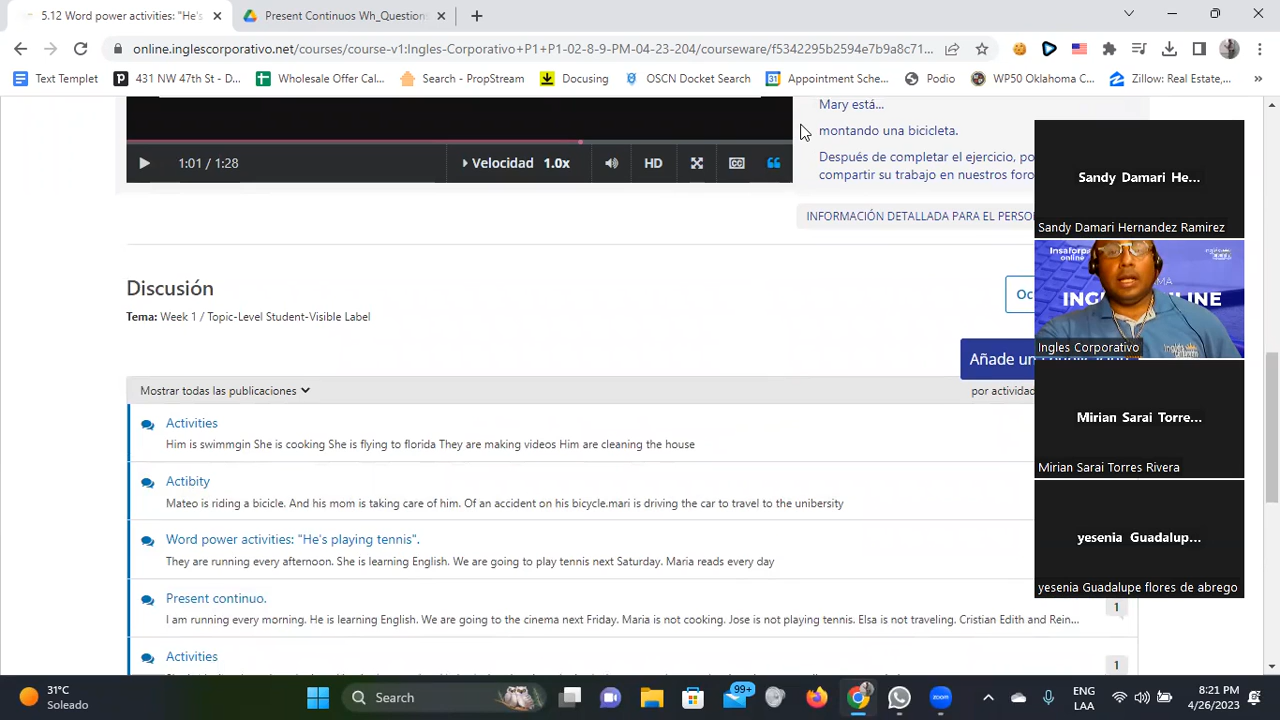 5.12 Word power activities: "He's
Present Continuos Wh_Question
online.inglescorporativo.net/courses/course-v1:Ingles-Corporativo+P1+P1-02-8-9-PM-04-23-204/courseware/f5342295b2594e7b9a8c71...
Text Templet
431 NW 47th St - D...
Wholesale Offer Cal...
Search - PropStream
Docusing
OSCN Docket Search
Appointment Sche...
Podio
WP50 Oklahoma C...
Zillow: Real Estate,...
»
Mary está...
montando una bicicleta.
Después de completar el ejercicio, po
compartir su trabajo en nuestros foro
1:01 / 1:28
Velocidad 1.0x
HD
INFORMACIÓN DETALLADA PARA EL PERSO
Discusión
Oc
Tema: Week 1 / Topic-Level Student-Visible Label
Añade un
Mostrar todas las publicaciones
por actividad
Activities
Him is swimmgin She is cooking She is flying to florida They are making videos Him are cleaning the house
Actibity
Mateo is riding a bicicle. And his mom is taking care of him. Of an accident on his bicycle.mari is driving the car to travel to the unibersity
Word power activities: "He's playing tennis".
They are running every afternoon. She is learning English. We are going to play tennis next Saturday. Maria reads every day
Present continuo.
1
I am running every morning. He is learning English. We are going to the cinema next Friday. Maria is not cooking. Jose is not playing tennis. Elsa is not traveling. Cristian Edith and Rein...
Activities
1
Sandy Damari He...
Sandy Damari Hernandez Ramirez
Insaforp
online
INGL
LINE
Ingles Corporativo
Mirian Sarai Torre...
Mirian Sarai Torres Rivera
yesenia Guadalup...
yesenia Guadalupe flores de abrego
31°C
Soleado
Search
99+
ENG
LAA
8:21 PM
4/26/2023